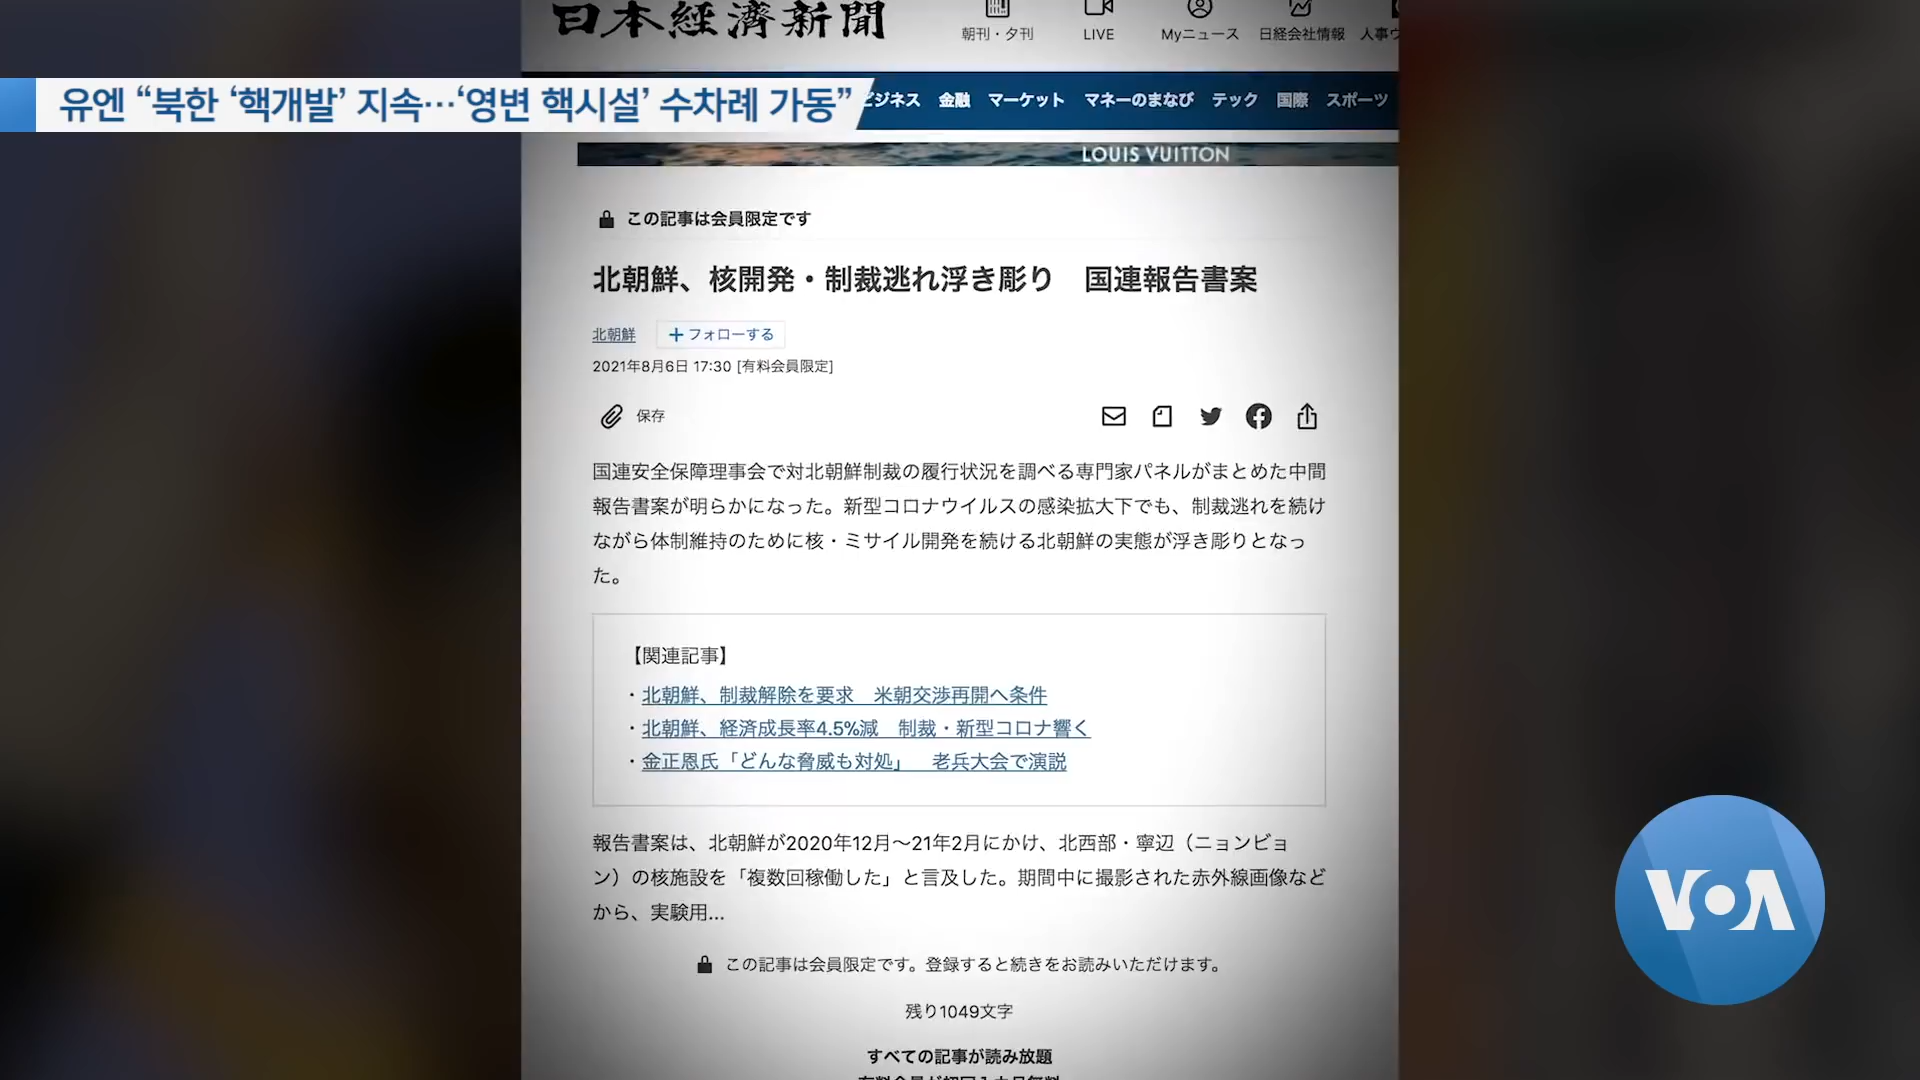 日本経済新聞
朝刊・夕刊 LIVE Myニュース 日経会社情報 人事ウ
유엔 “북한 ‘핵개발’ 지속…‘영변 핵시설’ 수차례 가동”
ビジネス 金融 マーケット マネーのまなび テック 国際 スポーツ
LOUIS VUITTON
この記事は会員限定です
北朝鮮、核開発・制裁逃れ浮き彫り　国連報告書案
北朝鮮 +フォローする
2021年8月6日 17:30 [有料会員限定]
保存
国連安全保障理事会で対北朝鮮制裁の履行状況を調べる専門家パネルがまとめた中間
報告書案が明らかになった。新型コロナウイルスの感染拡大下でも、制裁逃れを続け
ながら体制維持のために核・ミサイル開発を続ける北朝鮮の実態が浮き彫りとなっ
た。
【関連記事】
・北朝鮮、制裁解除を要求　米朝交渉再開へ条件
・北朝鮮、経済成長率4.5%減　制裁・新型コロナ響く
・金正恩氏「どんな脅威も対処」　老兵大会で演説
報告書案は、北朝鮮が2020年12月〜21年2月にかけ、北西部・寧辺（ニョンビョ
ン）の核施設を「複数回稼働した」と言及した。期間中に撮影された赤外線画像など
から、実験用...
VOA
この記事は会員限定です。登録すると続きをお読みいただけます。
残り1049文字
すべての記事が読み放題